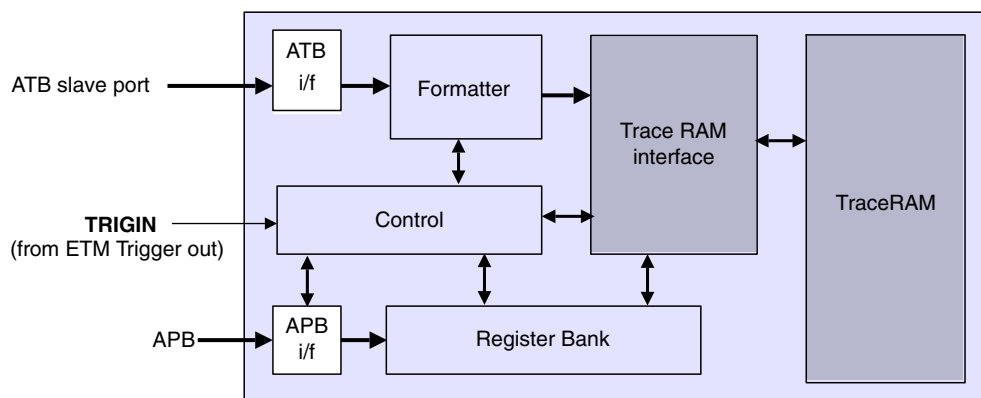 ATB
i/f
ATB slave port
Formatter
Trace RAM
interface
TraceRAM
TRIGIN
(from ETM Trigger out)
Control
APB
APB
i/f
Register Bank